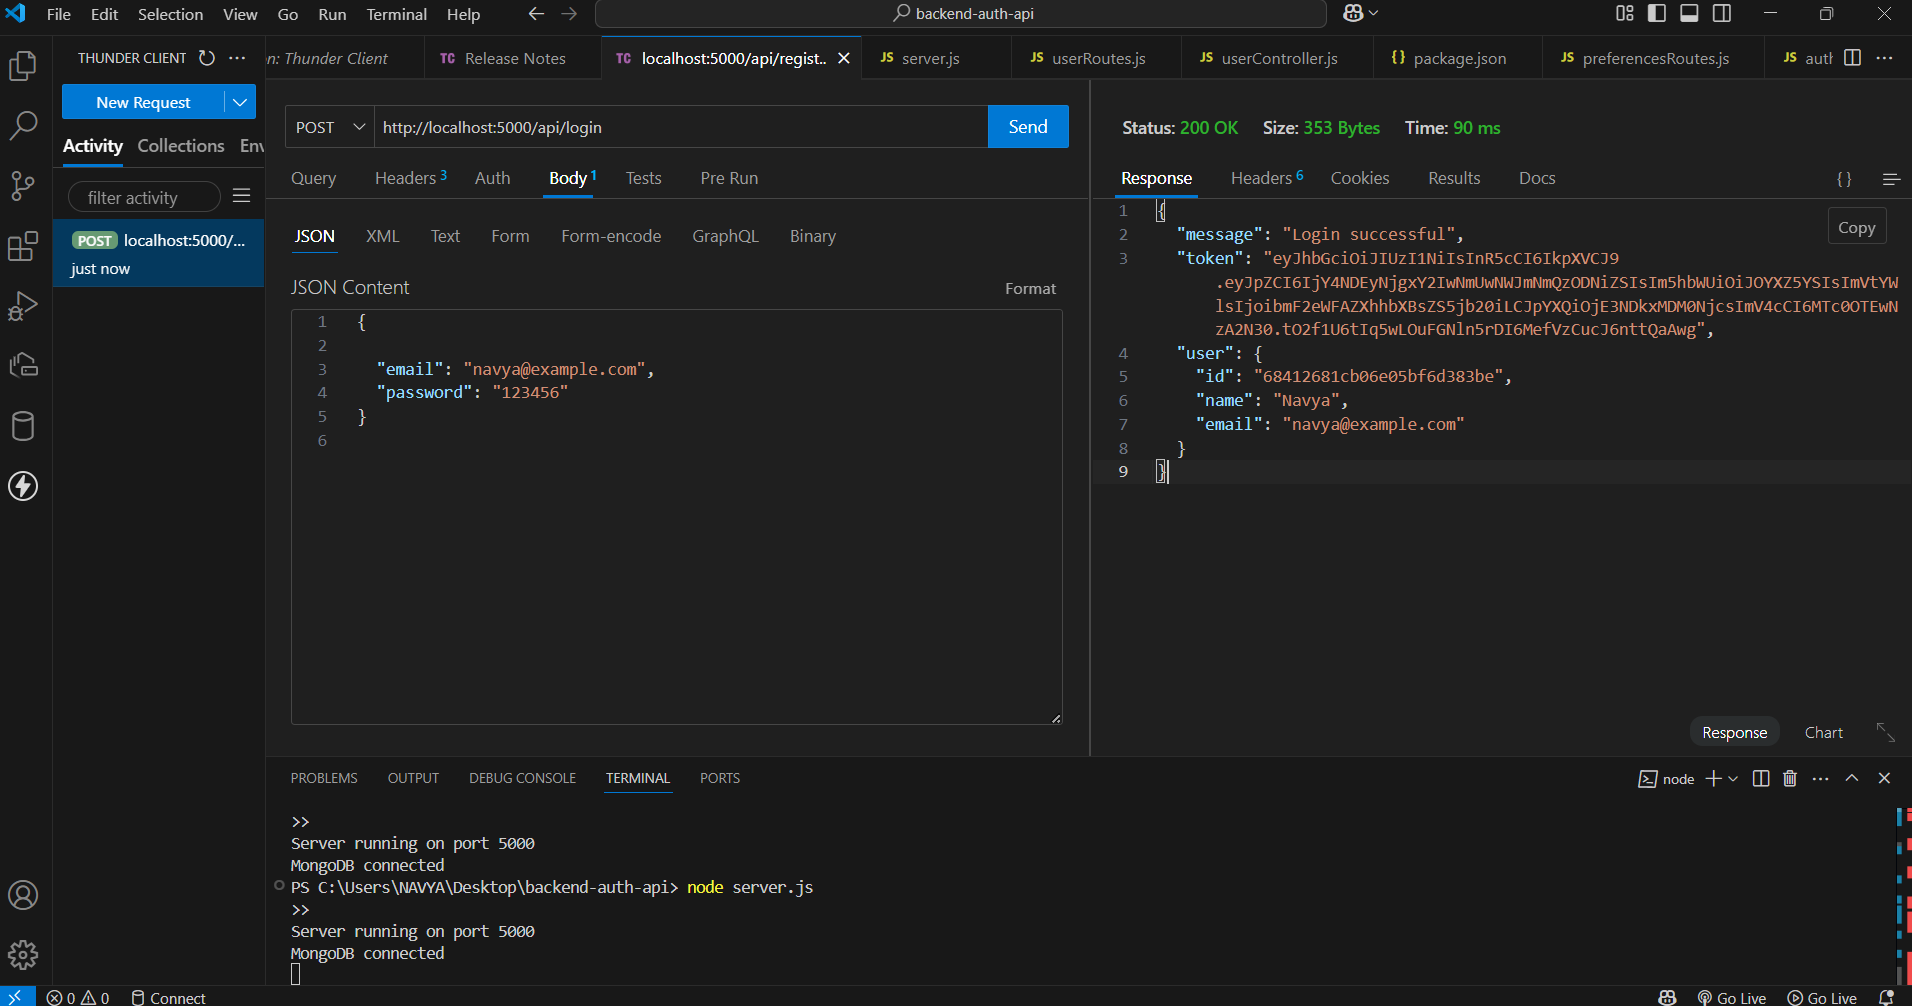 File Edit Selection View Go Run Terminal Help
backend-auth-api
THUNDER CLIENT
n: Thunder Client
TC Release Notes
TC localhost:5000/api/regist..
JS server.js
JS userRoutes.js
JS userController.js
{} package.json
JS preferencesRoutes.js
JS auth
New Request
Activity Collections Env
filter activity
POST localhost:5000/...
just now
POST http://localhost:5000/api/login Send
Query Headers 3 Auth Body 1 Tests Pre Run
JSON XML Text Form Form-encode GraphQL Binary
JSON Content Format
1 {
2
3 "email": "navya@example.com",
4 "password": "123456"
5 }
6
Status: 200 OK Size: 353 Bytes Time: 90 ms
Response Headers 6 Cookies Results Docs {}
Copy
1 {
2 "message": "Login successful",
3 "token": "eyJhbGciOiJIUzI1NiIsInR5cCI6IkpXVCJ9
.eyJpZCI6IjY4NDEyNjgxY2IwNmUwNWJmNmQzODNiZSIsIm5hbWUiOiJOYXZ5YSIsImVtYW
lsIjoibmF2eWFAZXhhbXBsZS5jb20iLCJpYXQiOjE3NDkxMDM0NjcsImV4cCI6MTc0OTEwN
zA2N30.tO2f1U6tIq5wLOuFGNln5rDI6MefVzCucJ6nttQaAwg",
4 "user": {
5 "id": "68412681cb06e05bf6d383be",
6 "name": "Navya",
7 "email": "navya@example.com"
8 }
9 }
Response Chart
PROBLEMS OUTPUT DEBUG CONSOLE TERMINAL PORTS
node
>>
Server running on port 5000
MongoDB connected
PS C:\Users\NAVYA\Desktop\backend-auth-api> node server.js
>>
Server running on port 5000
MongoDB connected
0 0 Connect
Go Live Go Live